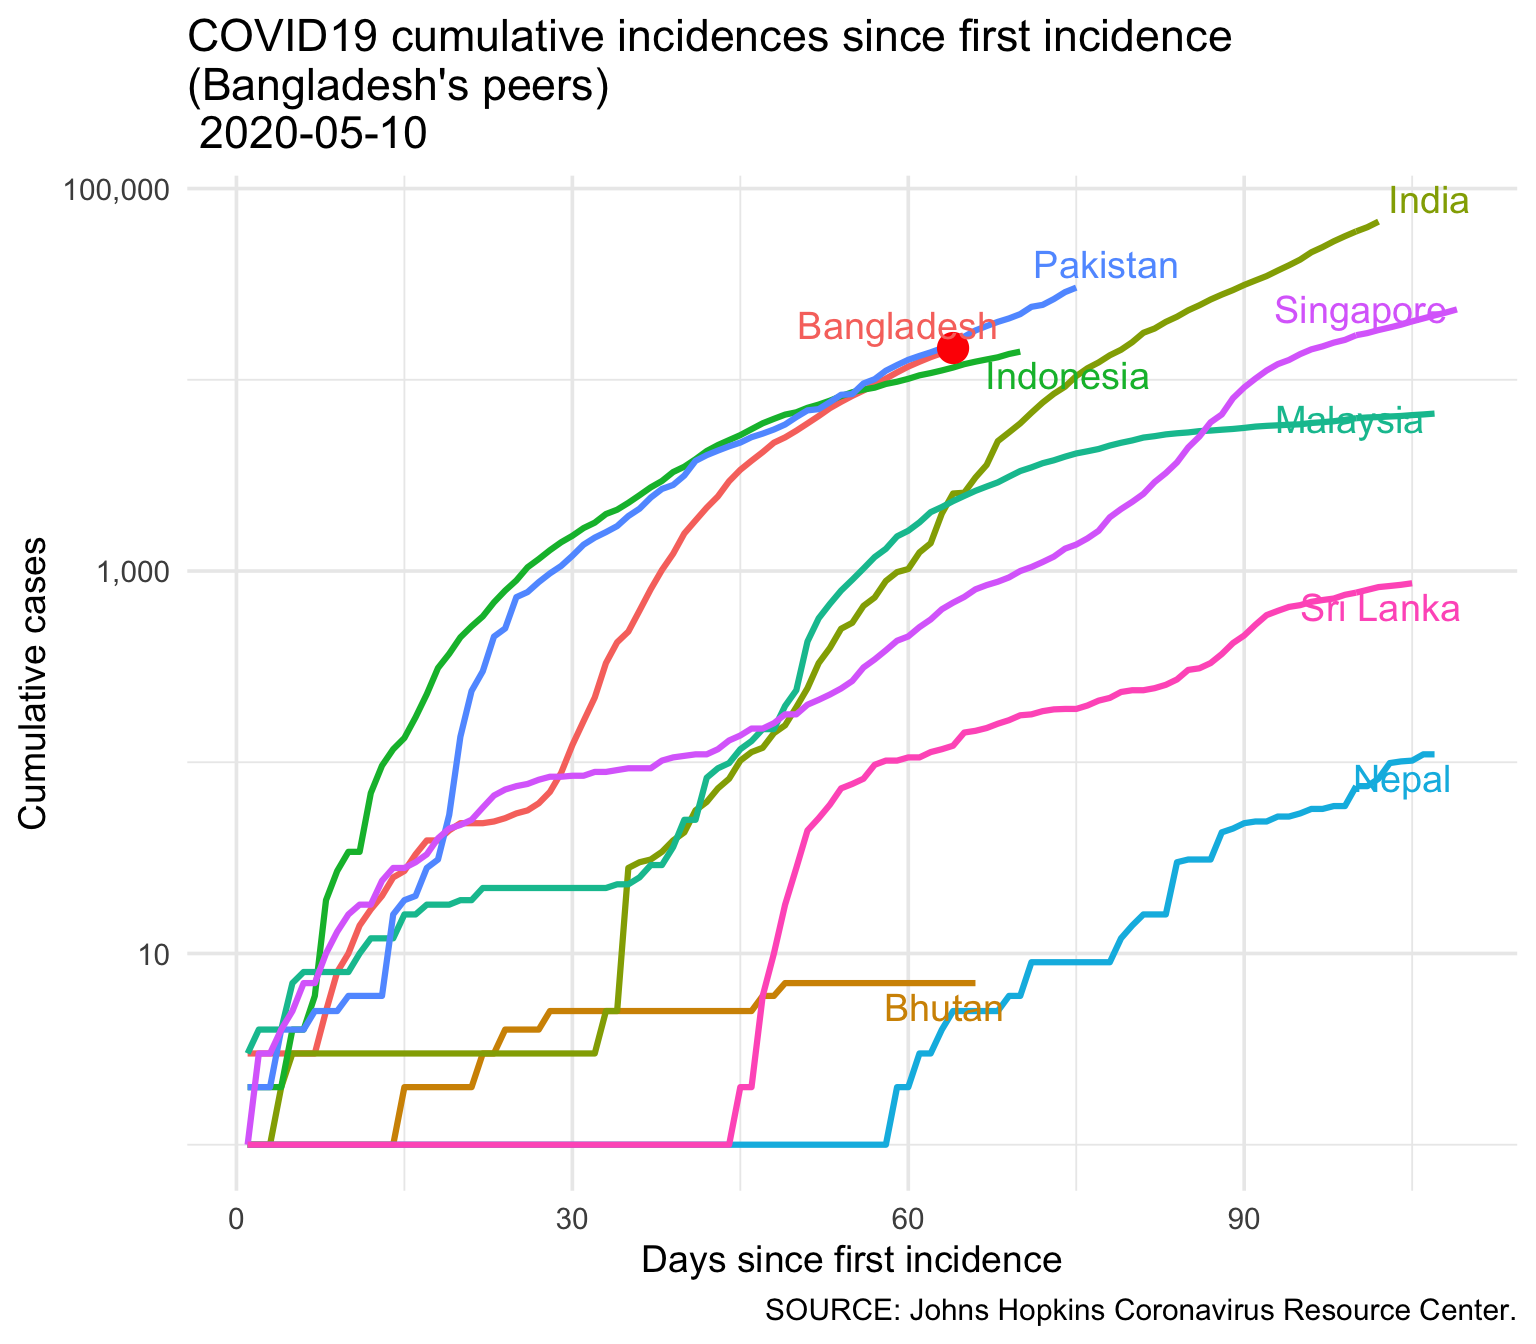 COVID19 cumulative incidences since first incidence
(Bangladesh's peers)
2020-05-10
100,000
India
Pakistan
Singapore
Bangladesh
Indonesia
Malaysia
1,000
Sri Lanka
Cumulative cases
Nepal
10
Bhutan
0 30 60 90
Days since first incidence
SOURCE: Johns Hopkins Coronavirus Resource Center.